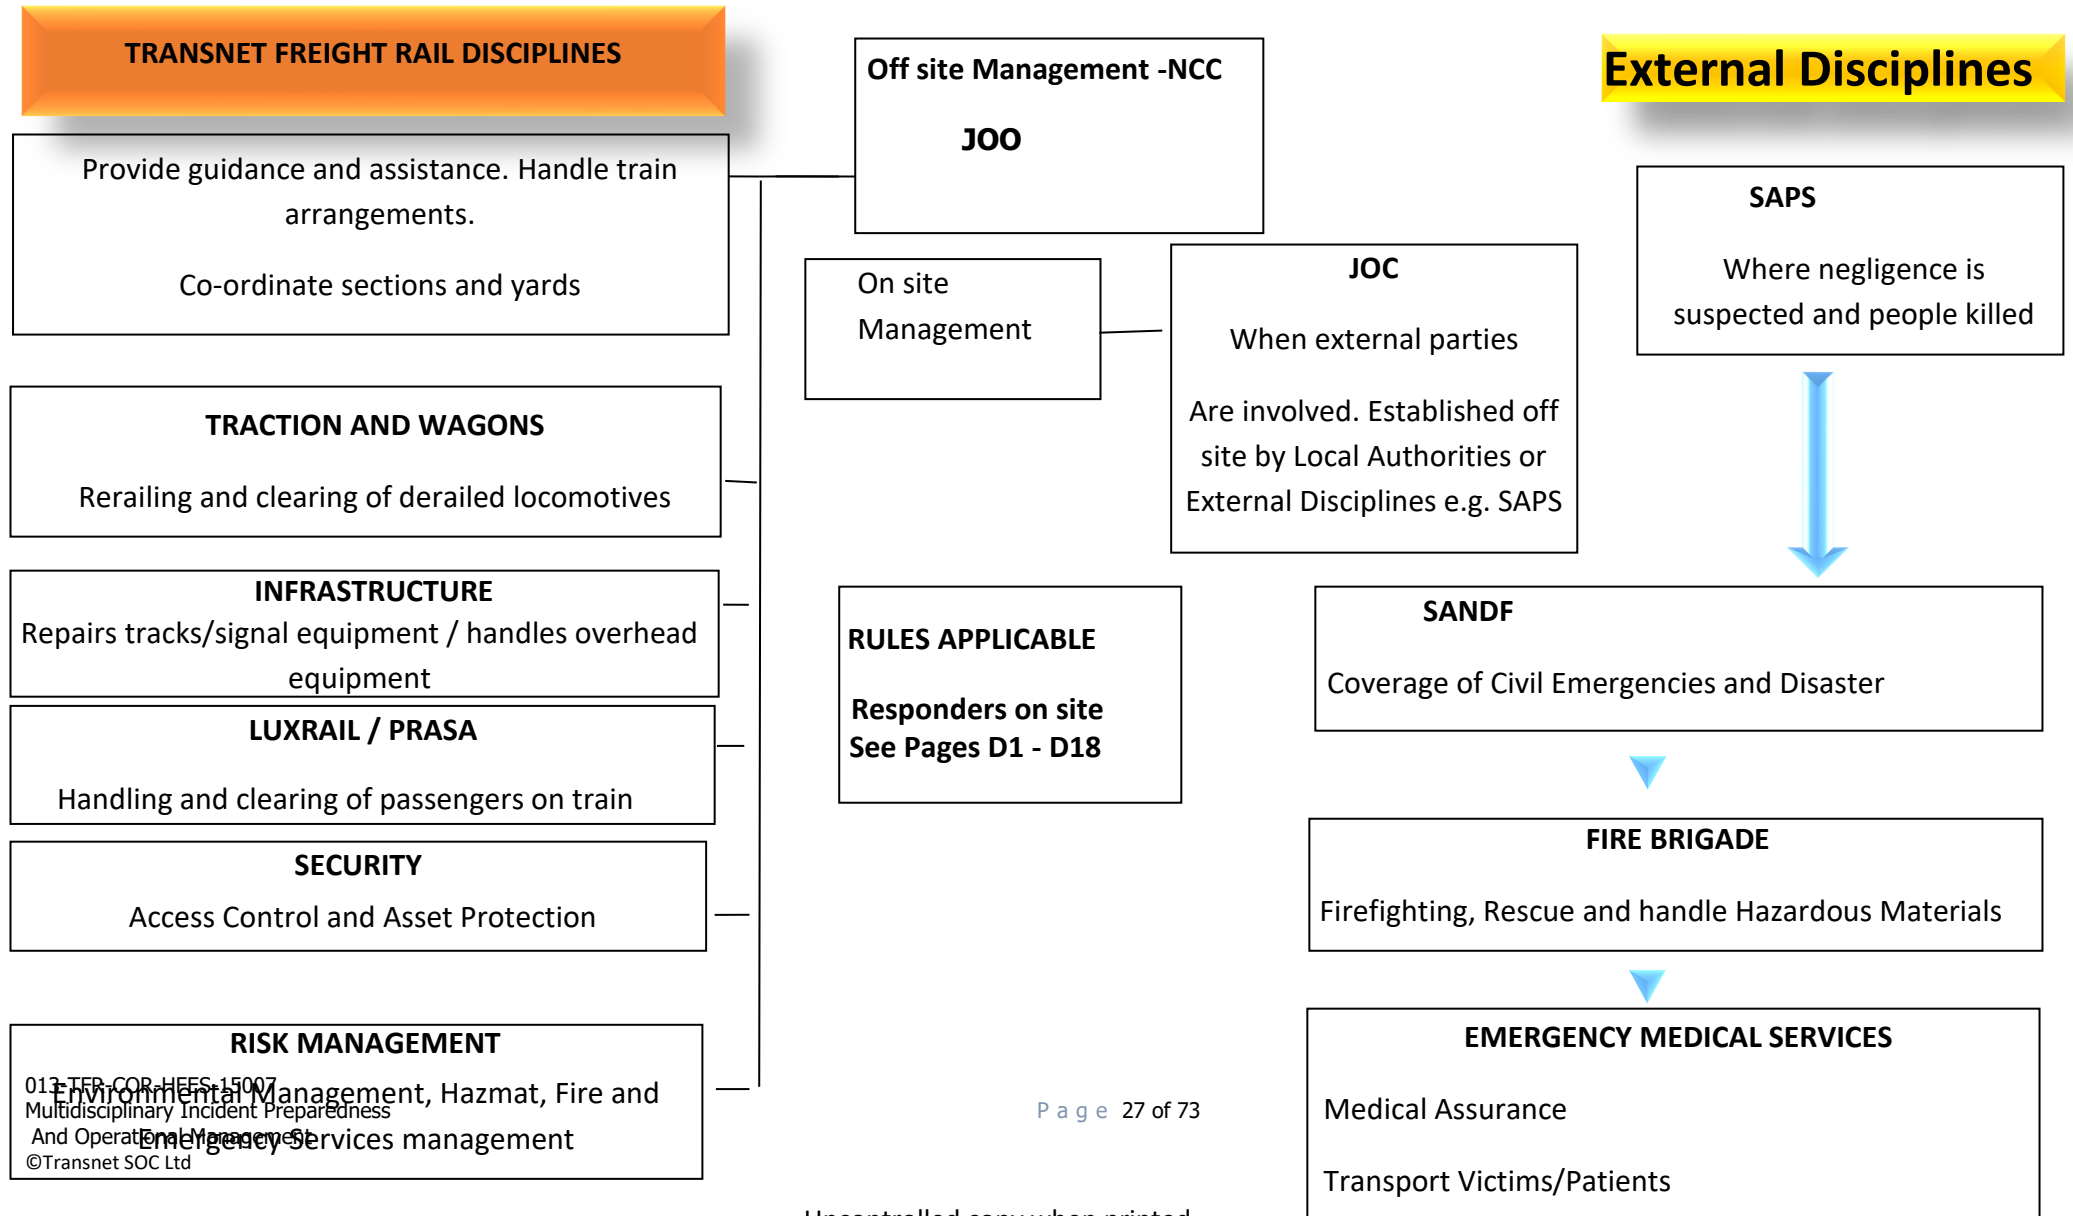 TRANSNET FREIGHT RAIL DISCIPLINES
Provide guidance and assistance. Handle train
arrangements.
Co-ordinate sections and yards
TRACTION AND WAGONS
Rerailing and clearing of derailed locomotives
INFRASTRUCTURE
Repairs tracks/signal equipment / handles overhead
equipment
LUXRAIL / PRASA
Handling and clearing of passengers on train
SECURITY
Access Control and Asset Protection
RISK MANAGEMENT
Environmental Management, Hazmat, Fire and
Emergency Services management
013-TFR-COR-HEES-15007
Multidisciplinary Incident Preparedness
And Operational Management
©Transnet SOC Ltd
Off site Management -NCC
JOO
On site
Management
JOC
When external parties
Are involved. Established off
site by Local Authorities or
External Disciplines e.g. SAPS
RULES APPLICABLE
Responders on site
See Pages D1 - D18
Page 27 of 73
Uncontrolled copy when printed
External Disciplines
SAPS
Where negligence is
suspected and people killed
SANDF
Coverage of Civil Emergencies and Disaster
FIRE BRIGADE
Firefighting, Rescue and handle Hazardous Materials
EMERGENCY MEDICAL SERVICES
Medical Assurance
Transport Victims/Patients